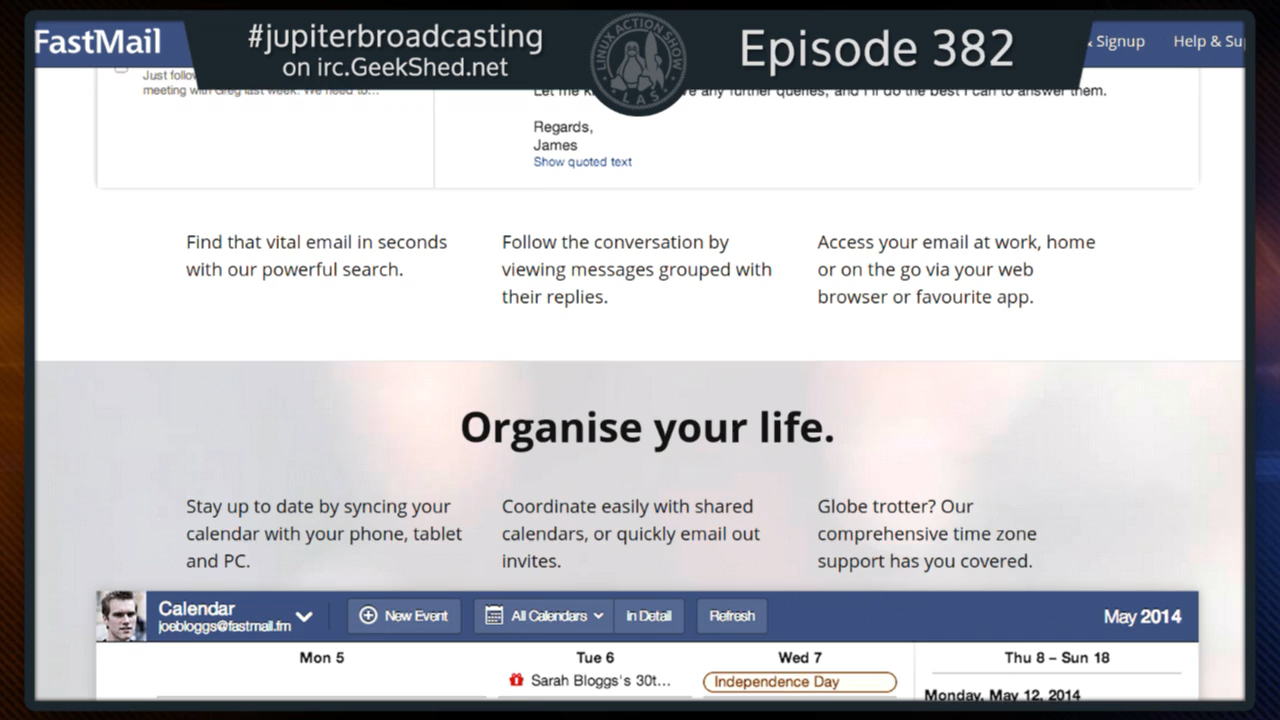 FastMail
#jupiterbroadcasting
on irc.GeekShed.net
LINUX ACTION SHOW
LAS
Episode 382
Signup
Help & Su
Just follo
meeting with Greg last week. We need to...
Let me k
any further queries, and I'll do the best I can to answer them.
Regards,
James
Show quoted text
Find that vital email in seconds
with our powerful search.
Follow the conversation by
viewing messages grouped with
their replies.
Access your email at work, home
or on the go via your web
browser or favourite app.
Organise your life.
Stay up to date by syncing your
calendar with your phone, tablet
and PC.
Coordinate easily with shared
calendars, or quickly email out
invites.
Globe trotter? Our
comprehensive time zone
support has you covered.
Calendar
joebloggs@fastmail.fm
New Event
All Calendars
In Detail
Refresh
May 2014
Mon 5
Tue 6
Wed 7
Thu 8 – Sun 18
Sarah Bloggs's 30t...
Independence Day
Monday, May 12, 2014